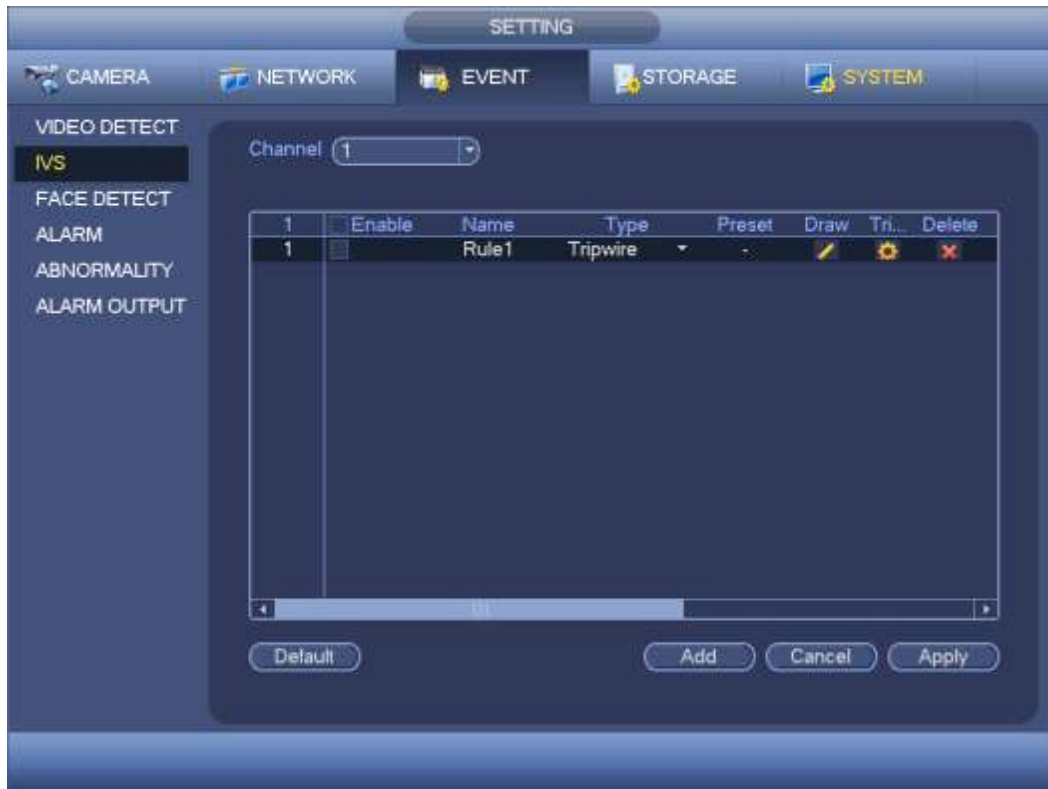 SETTING
CAMERA NETWORK EVENT STORAGE SYSTEM
VIDEO DETECT
IVS
FACE DETECT
ALARM
ABNORMALITY
ALARM OUTPUT
Channel 1
1 Enable Name Type Preset Draw Tri... Delete
1 Rule1 Tripwire -
Default Add Cancel Apply